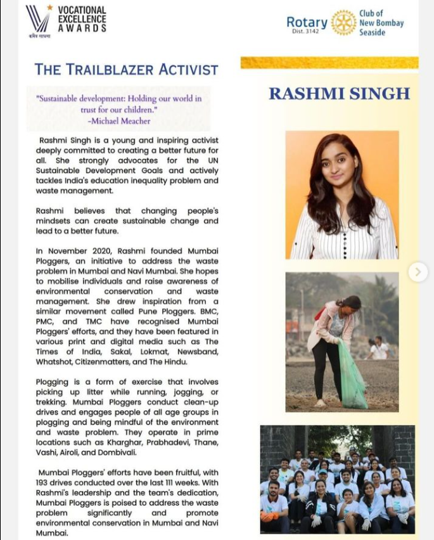 VOCATIONAL
EXCELLENCE
AWARDS
Rotary
Dist. 3142
Club of
New Bombay
Seaside
THE TRAILBLAZER ACTIVIST
"Sustainable development: Holding our world in
trust for our children."
-Michael Meacher
Rashmi Singh is a young and inspiring activist
deeply committed to creating a better future for
all. She strongly advocates for the UN
Sustainable Development Goals and actively
tackles India's education inequality problem and
waste management.
Rashmi believes that changing people's
mindsets can create sustainable change and
lead to a better future.
In November 2020, Rashmi founded Mumbai
Ploggers, an initiative to address the waste
problem in Mumbai and Navi Mumbai. She hopes
to mobilise individuals and raise awareness of
environmental conservation and waste
management. She drew inspiration from a
similar movement called Pune Ploggers. BMC,
PMC, and TMC have recognised Mumbai
Ploggers' efforts, and they have been featured in
various print and digital media such as The
Times of India, Sakal, Lokmat, Newsband,
Whatshot, Citizenmatters, and The Hindu.
Plogging is a form of exercise that involves
picking up litter while running, jogging, or
trekking. Mumbai Ploggers conduct clean-up
drives and engages people of all age groups in
plogging and being mindful of the environment
and waste problem. They operate in prime
locations such as Kharghar, Prabhadevi, Thane,
Vashi, Airoli, and Dombivali.
Mumbai Ploggers' efforts have been fruitful, with
193 drives conducted over the last 111 weeks. With
Rashmi's leadership and the team's dedication,
Mumbai Ploggers is poised to address the waste
problem significantly and promote
environmental conservation in Mumbai and Navi
Mumbai.
RASHMI SINGH